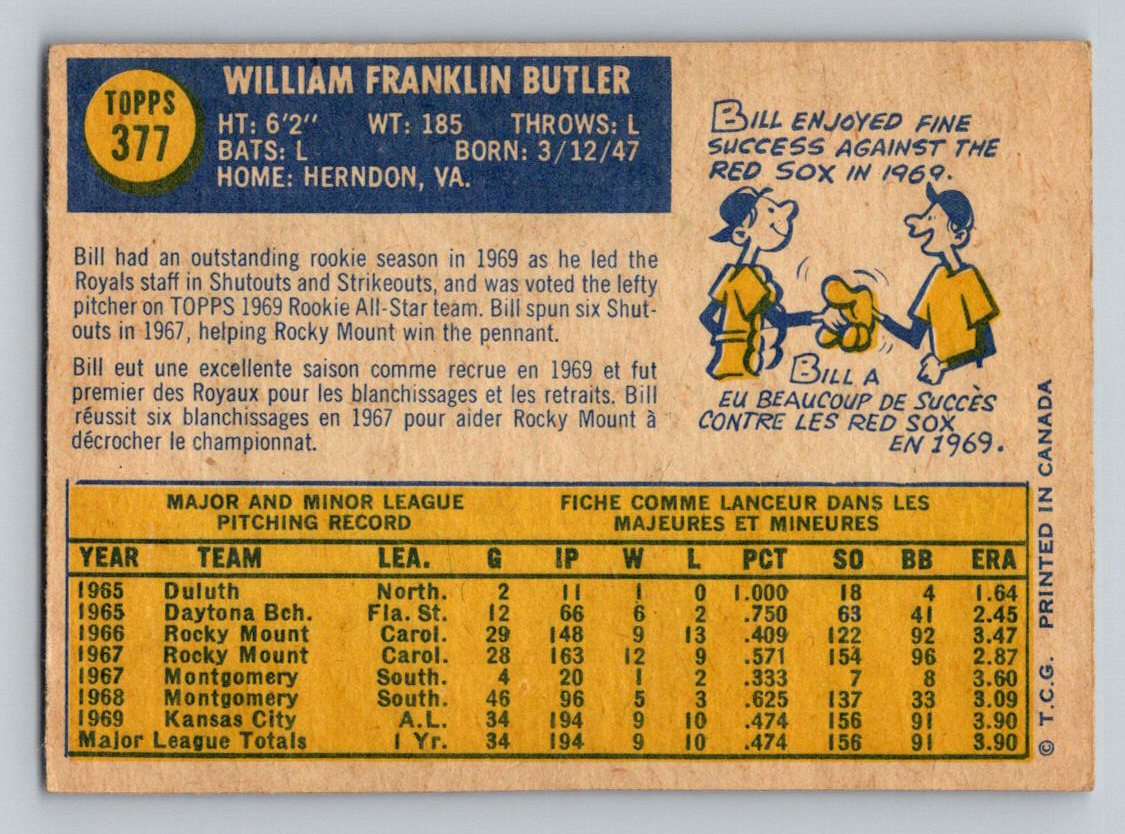 TOPPS
377
WILLIAM FRANKLIN BUTLER
HT: 6'2" WT: 185 THROWS: L
BATS: L BORN: 3/12/47
HOME: HERNDON, VA.
Bill had an outstanding rookie season in 1969 as he led the
Royals staff in Shutouts and Strikeouts, and was voted the lefty
pitcher on TOPPS 1969 Rookie All-Star team. Bill spun six Shut-
outs in 1967, helping Rocky Mount win the pennant.
Bill eut une excellente saison comme recrue en 1969 et fut
premier des Royaux pour les blanchissages et les retraits. Bill
réussit six blanchissages en 1967 pour aider Rocky Mount à
décrocher le championnat.
BILL ENJOYED FINE
SUCCESS AGAINST THE
RED SOX IN 1969.
BILL A
EU BEAUCOUP DE SUCCÈS
CONTRE LES RED SOX
EN 1969.
MAJOR AND MINOR LEAGUE
PITCHING RECORD
FICHE COMME LANCEUR DANS LES
MAJEURES ET MINEURES
YEAR TEAM LEA. G IP W L PCT SO BB ERA
1965 Duluth North. 2 11 1 0 1.000 18 4 1.64
1965 Daytona Bch. Fla. St. 12 66 6 2 .750 63 41 2.45
1966 Rocky Mount Carol. 29 148 9 13 .409 122 92 3.47
1967 Rocky Mount Carol. 28 163 12 9 .571 154 96 2.87
1967 Montgomery South. 4 20 1 2 .333 7 8 3.60
1968 Montgomery South. 46 96 5 3 .625 137 33 3.09
1969 Kansas City A.L. 34 194 9 10 .474 156 91 3.90
Major League Totals 1 Yr. 34 194 9 10 .474 156 91 3.90
© T.C.G. PRINTED IN CANADA